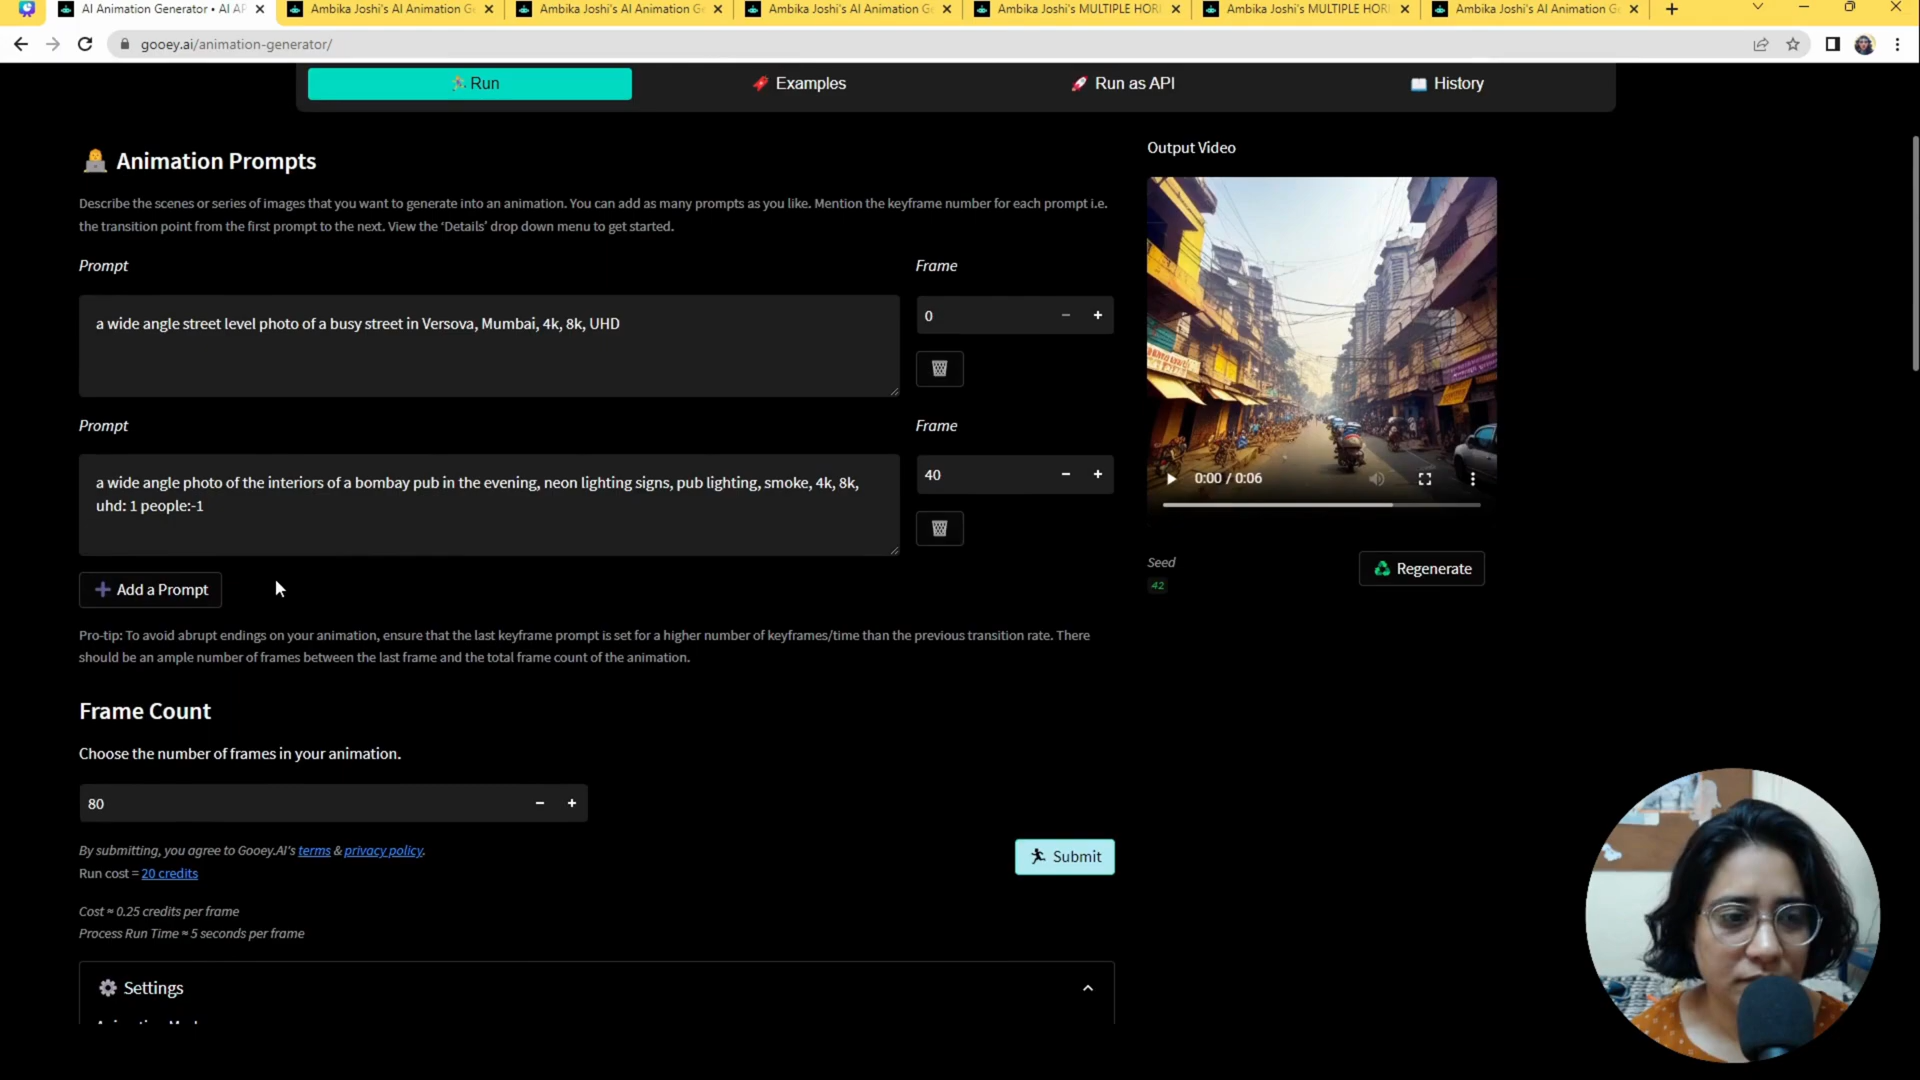 AI Animation Generator • AI AP
Ambika Joshi's AI Animation Ge
Ambika Joshi's AI Animation Ge
Ambika Joshi's AI Animation Ge
Ambika Joshi's MULTIPLE HORI
Ambika Joshi's MULTIPLE HORI
Ambika Joshi's AI Animation Ge
gooey.ai/animation-generator/
Run
Examples
Run as API
History
Animation Prompts
Describe the scenes or series of images that you want to generate into an animation. You can add as many prompts as you like. Mention the keyframe number for each prompt i.e.
the transition point from the first prompt to the next. View the ‘Details’ drop down menu to get started.
Prompt
Frame
a wide angle street level photo of a busy street in Versova, Mumbai, 4k, 8k, UHD
0
Prompt
Frame
a wide angle photo of the interiors of a bombay pub in the evening, neon lighting signs, pub lighting, smoke, 4k, 8k,
uhd: 1 people:-1
40
Add a Prompt
Pro-tip: To avoid abrupt endings on your animation, ensure that the last keyframe prompt is set for a higher number of keyframes/time than the previous transition rate. There
should be an ample number of frames between the last frame and the total frame count of the animation.
Frame Count
Choose the number of frames in your animation.
80
By submitting, you agree to Gooey.AI's terms & privacy policy.
Run cost = 20 credits
Submit
Cost ≈ 0.25 credits per frame
Process Run Time ≈ 5 seconds per frame
Settings
Output Video
0:00 / 0:06
Seed
42
Regenerate